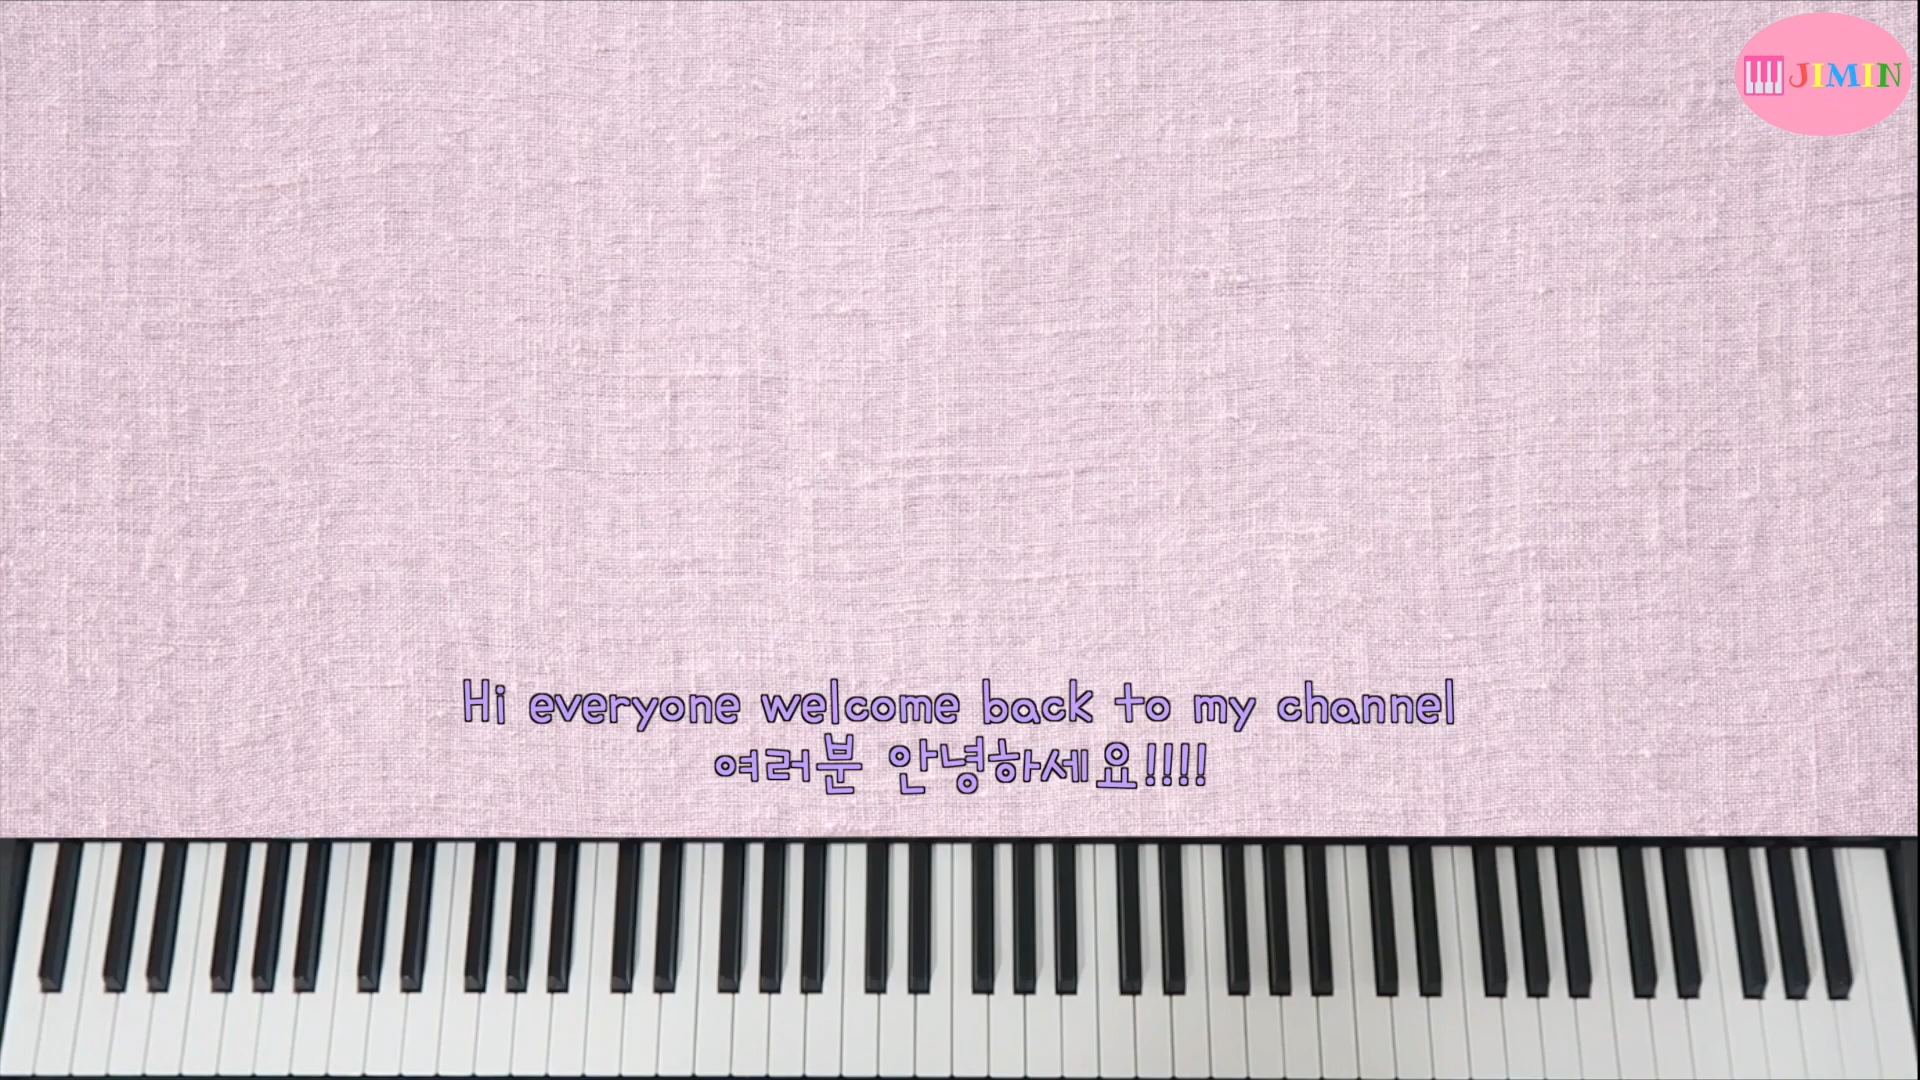 JIMIN
Hi everyone welcome back to my channel
여러분 안녕하세요!!!!